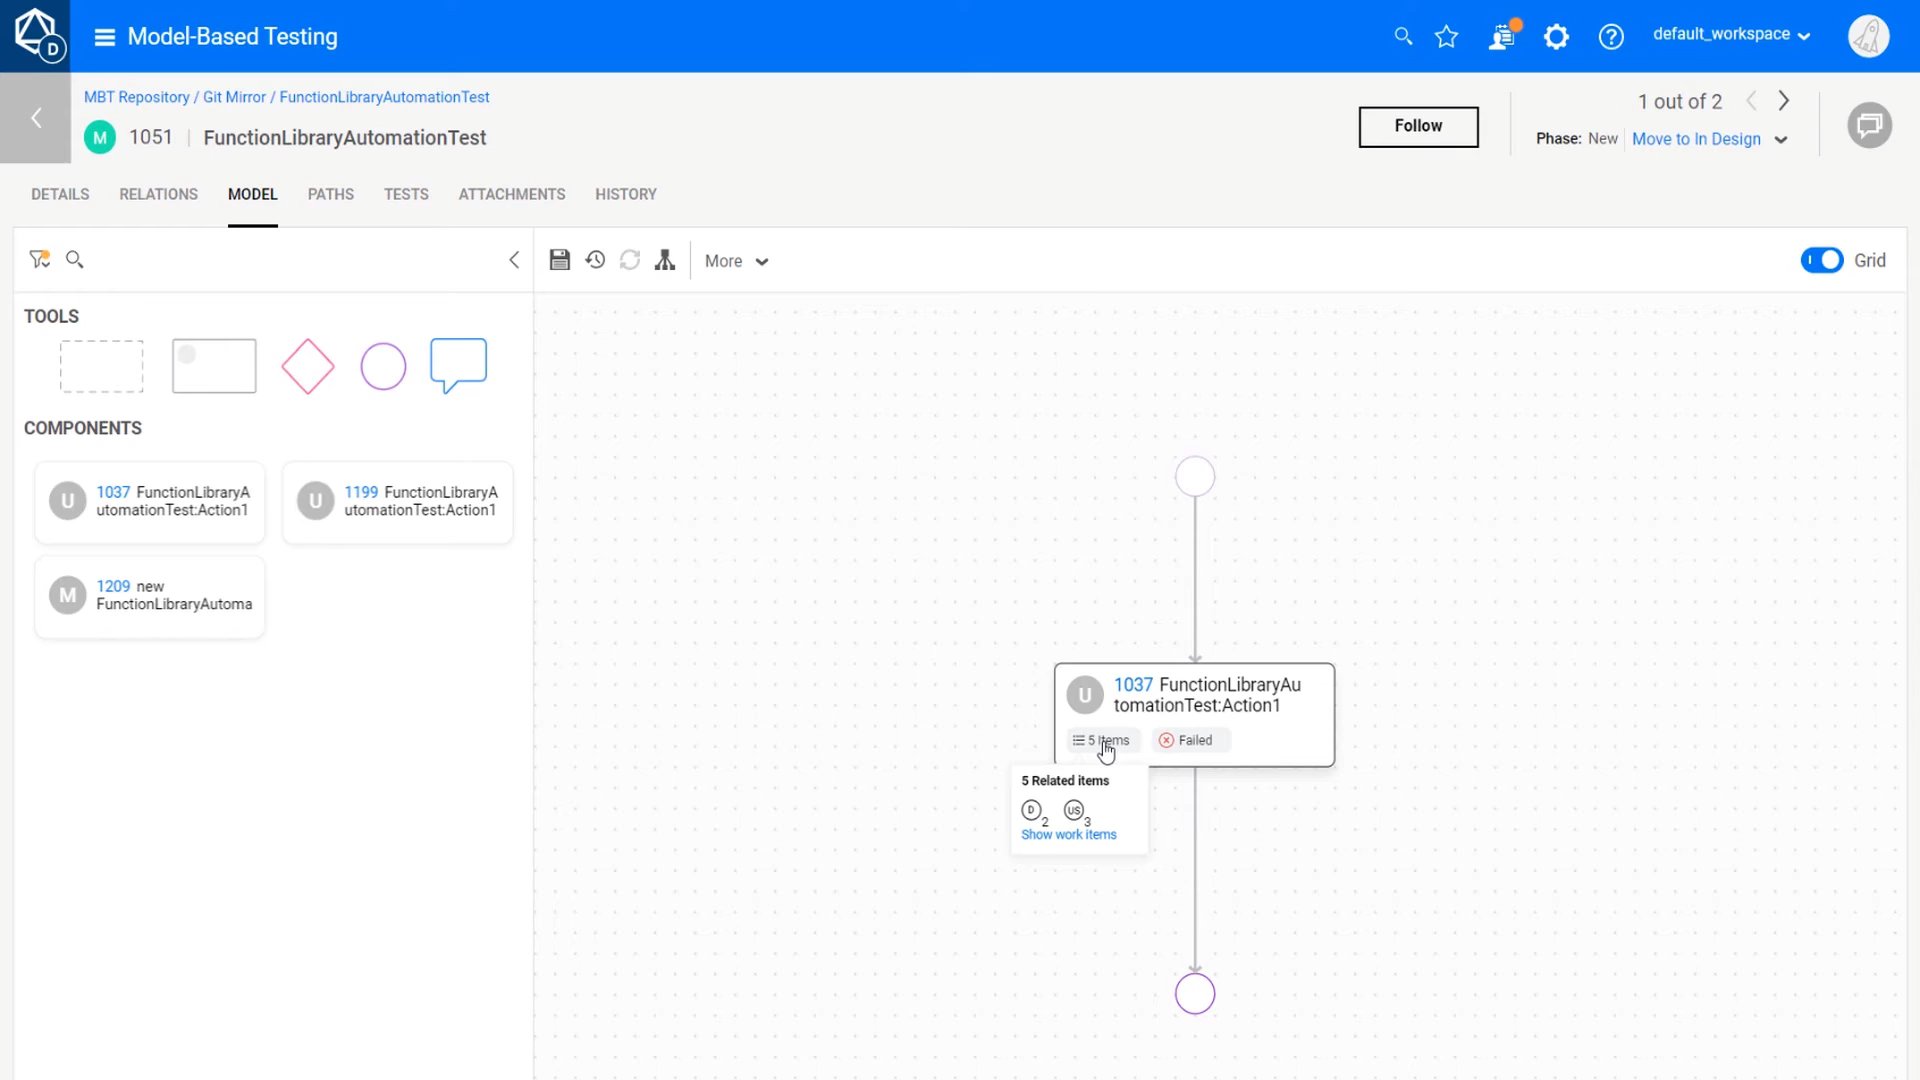 D
Model-Based Testing
default_workspace
MBT Repository / Git Mirror / FunctionLibraryAutomationTest
M 1051 | FunctionLibraryAutomationTest
Follow
1 out of 2
Phase: New Move to In Design
DETAILS RELATIONS MODEL PATHS TESTS ATTACHMENTS HISTORY
More
Grid
TOOLS
COMPONENTS
U 1037 FunctionLibraryA
utomationTest:Action1
U 1199 FunctionLibraryA
utomationTest:Action1
M 1209 new
FunctionLibraryAutoma
U 1037 FunctionLibraryAu
tomationTest:Action1
5 Items Failed
5 Related items
D 2 US 3
Show work items